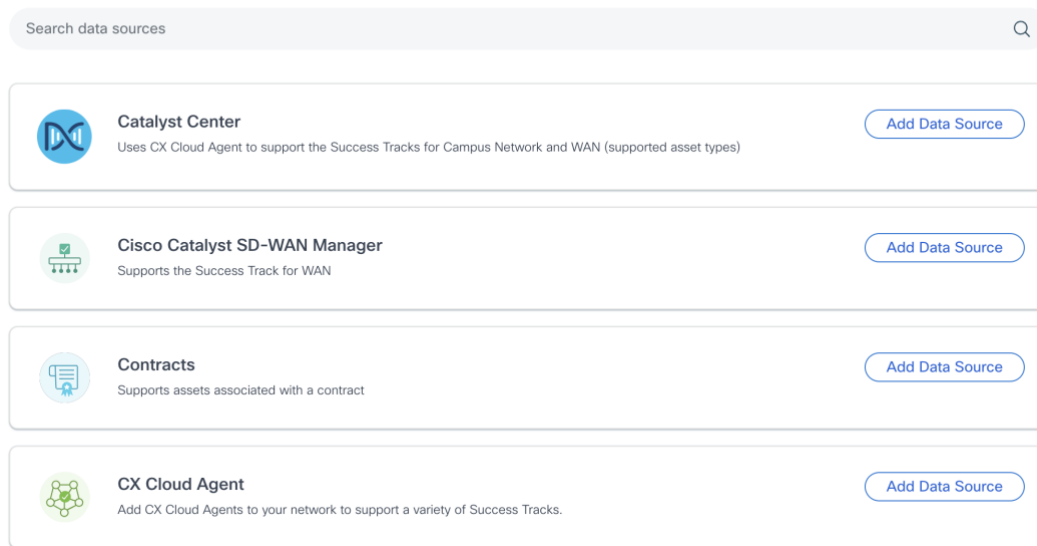 Search data sources
Catalyst Center
Add Data Source
Uses CX Cloud Agent to support the Success Tracks for Campus Network and WAN (supported asset types)
Cisco Catalyst SD-WAN Manager
Add Data Source
Supports the Success Track for WAN
Contracts
Add Data Source
Supports assets associated with a contract
CX Cloud Agent
Add Data Source
Add CX Cloud Agents to your network to support a variety of Success Tracks.